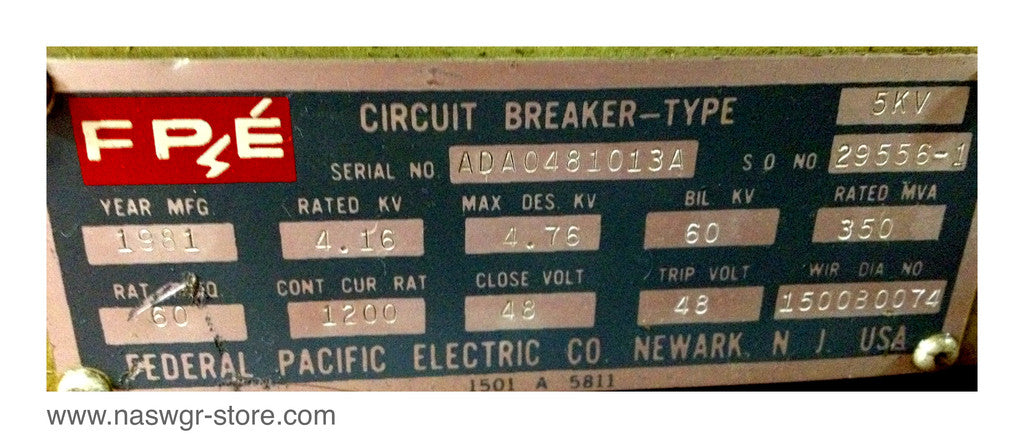 FPÉ
CIRCUIT BREAKER-TYPE 5KV
SERIAL NO. ADA0481013A S O NO 29556-1
YEAR MFG RATED KV MAX DES. KV BIL KV RATED MVA
1981 4.16 4.76 60 350
RAT CONT CUR RAT CLOSE VOLT TRIP VOLT WIR DIA NO
60 1200 48 48 150080074
FEDERAL PACIFIC ELECTRIC CO. NEWARK, N J. USA
1501 A 5811
www.naswgr-store.com